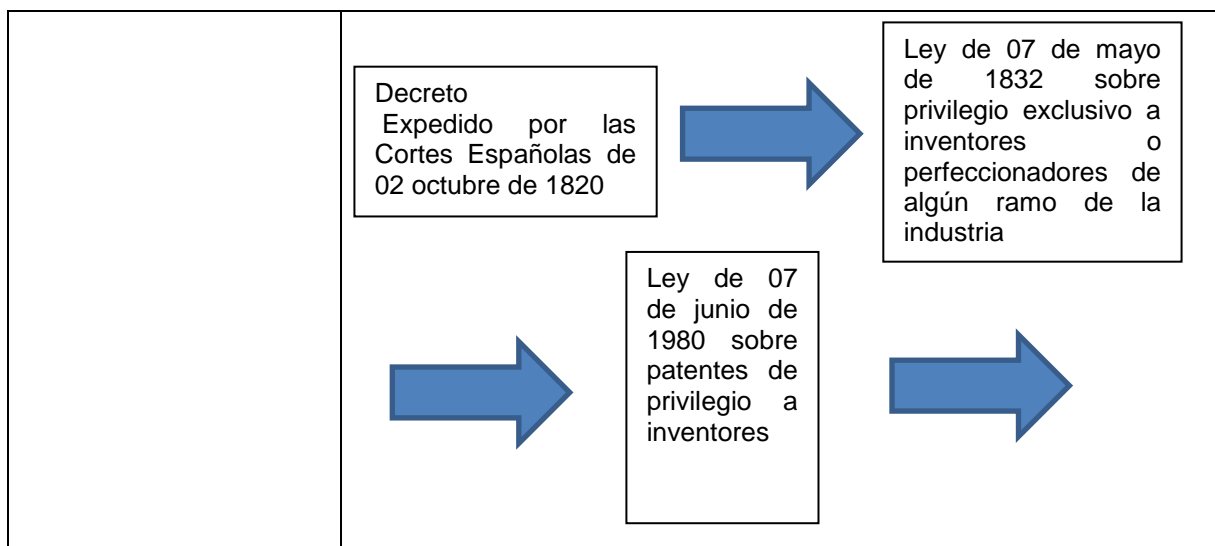 Decreto
Expedido por las
Cortes Españolas de
02 octubre de 1820
Ley de 07 de mayo
de 1832 sobre
privilegio exclusivo a
inventores o
perfeccionadores de
algún ramo de la
industria
Ley de 07
de junio de
1980 sobre
patentes de
privilegio a
inventores